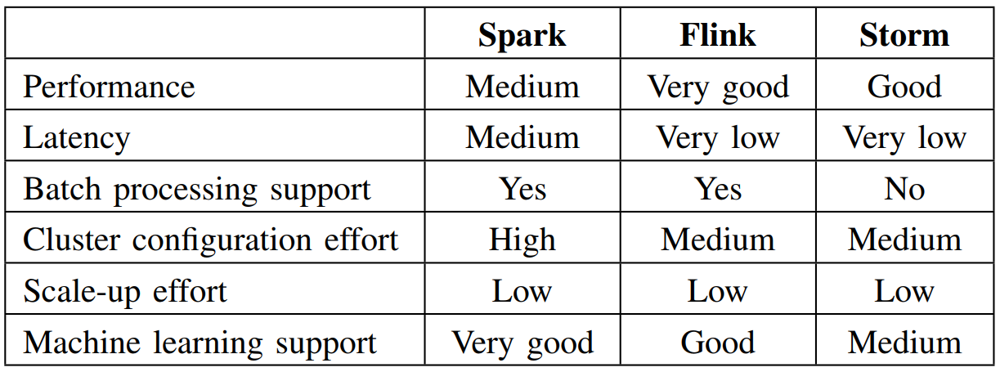 Spark Flink Storm
Performance Medium Very good Good
Latency Medium Very low Very low
Batch processing support Yes Yes No
Cluster configuration effort High Medium Medium
Scale-up effort Low Low Low
Machine learning support Very good Good Medium